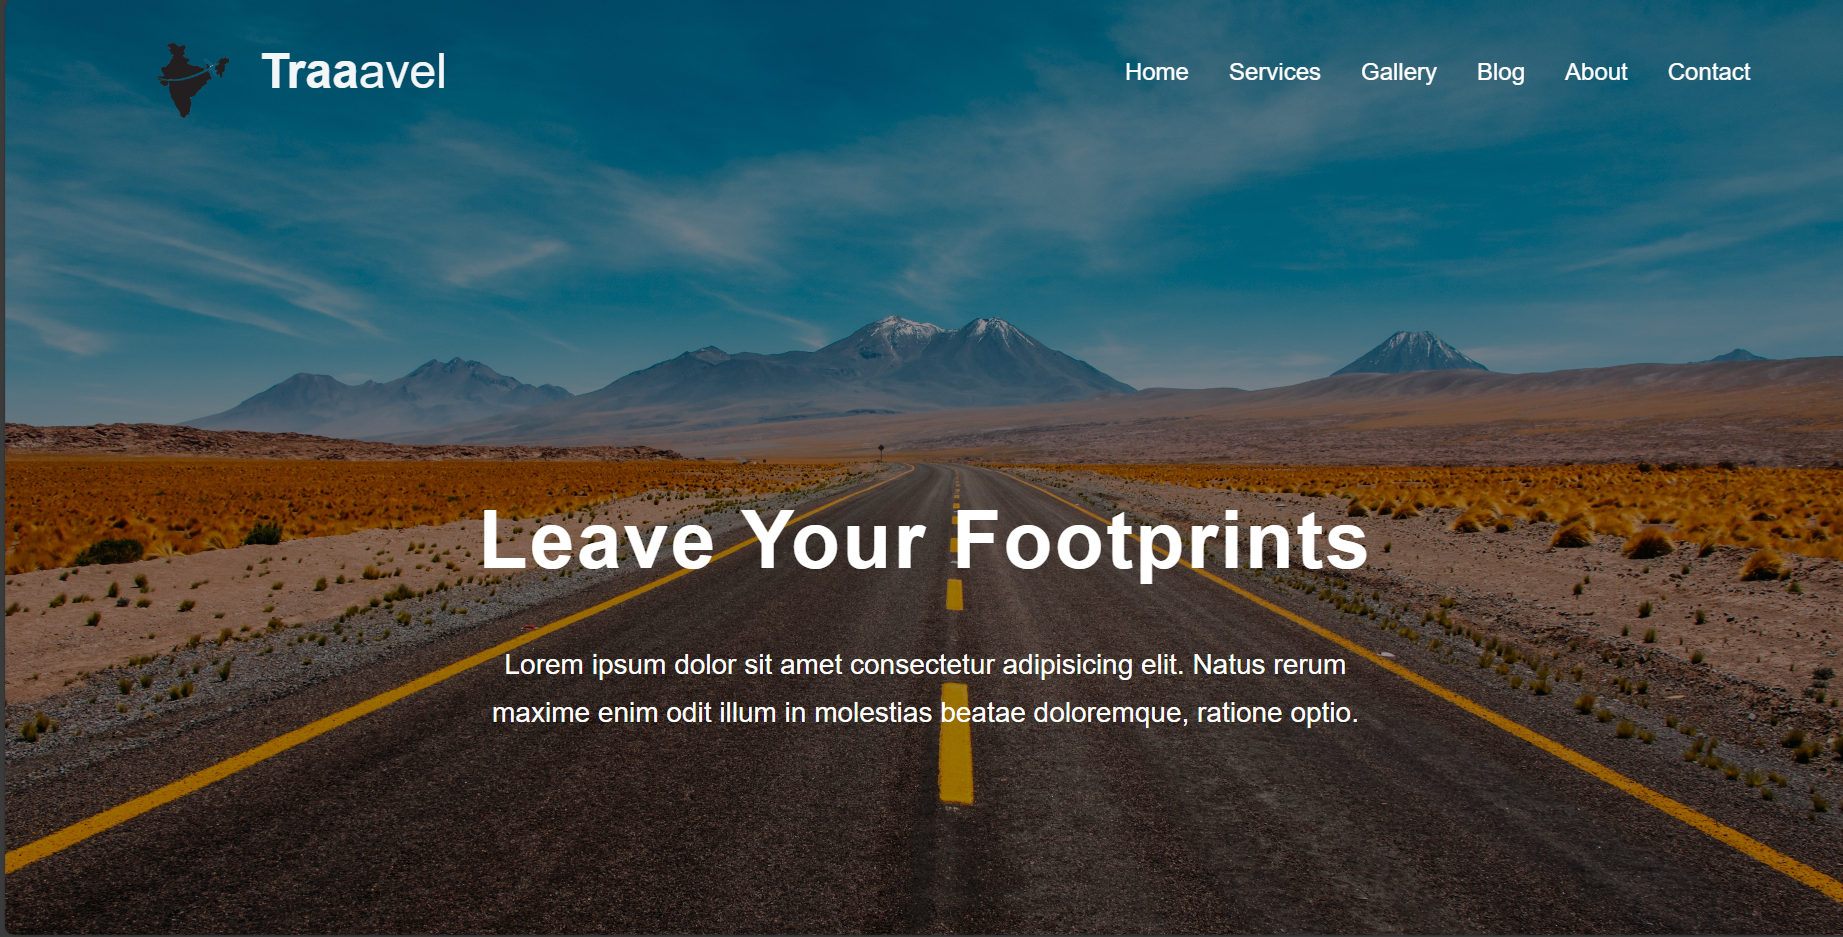 Traaavel
Home Services Gallery Blog About Contact
Leave Your Footprints
Lorem ipsum dolor sit amet consectetur adipisicing elit. Natus rerum
maxime enim odit illum in molestias beatae doloremque, ratione optio.